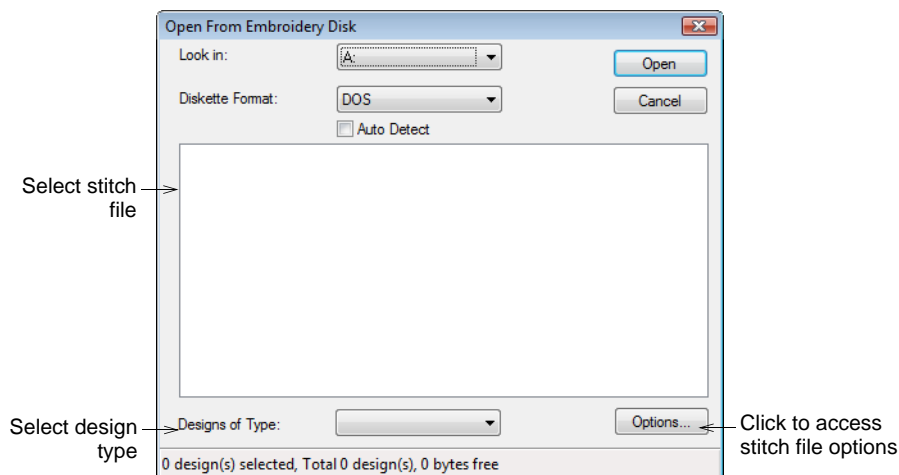 Open From Embroidery Disk
Look in:
A:
Open
Diskette Format:
DOS
Cancel
Auto Detect
Select stitch
file
Select design
type
Designs of Type:
Options...
Click to access
stitch file options
0 design(s) selected, Total 0 design(s), 0 bytes free